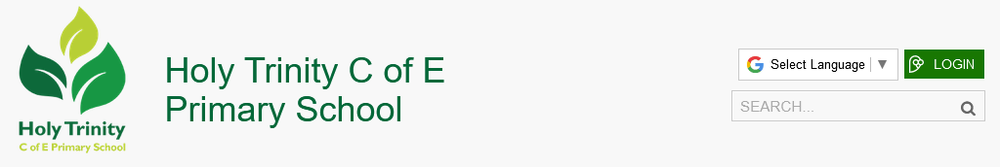 Holy Trinity
C of E Primary School
Holy Trinity C of E
Primary School
Select Language
LOGIN
SEARCH...